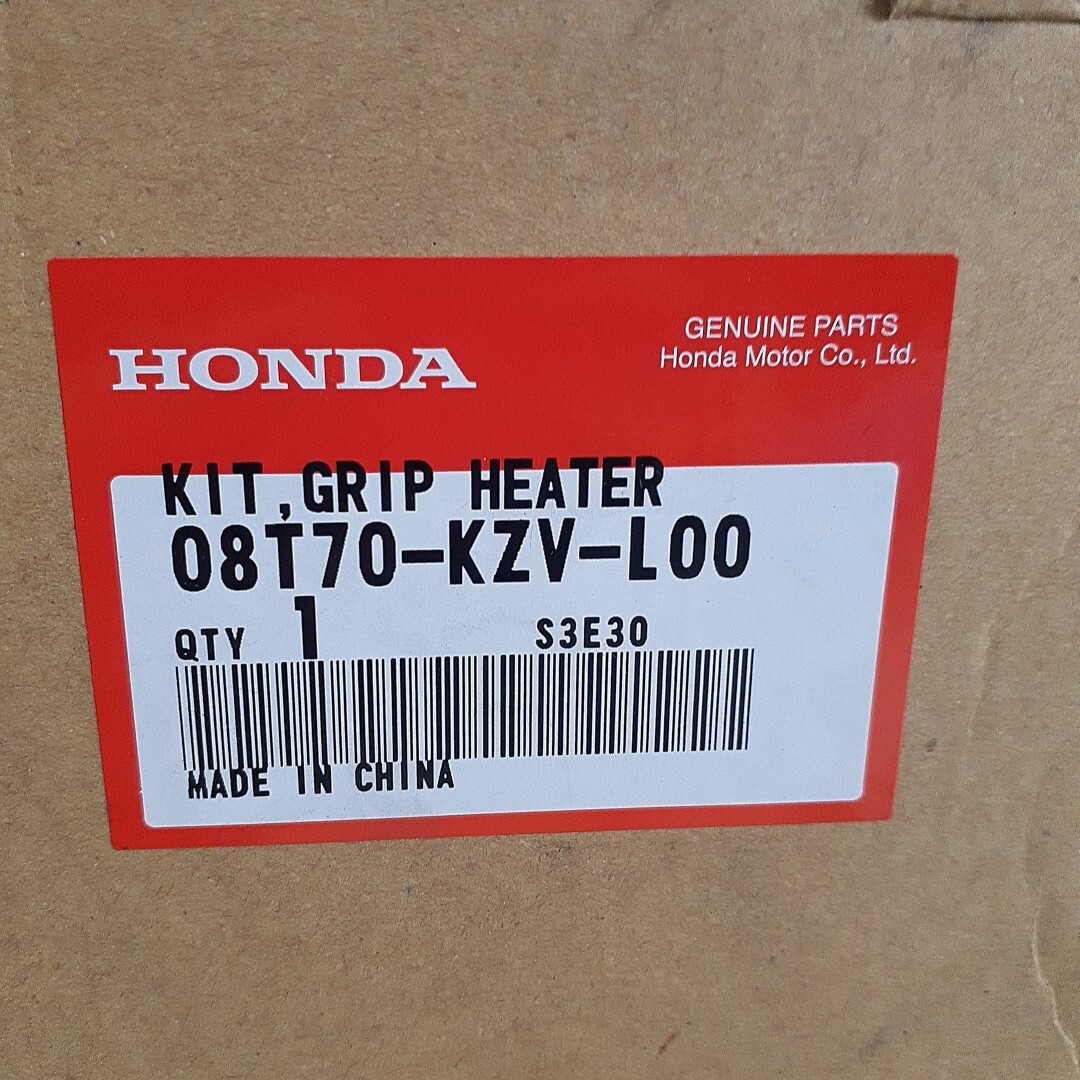 HONDA
GENUINE PARTS
Honda Motor Co., Ltd.
KIT,GRIP HEATER
08T70-KZV-L00
QTY 1 S3E30
MADE IN CHINA